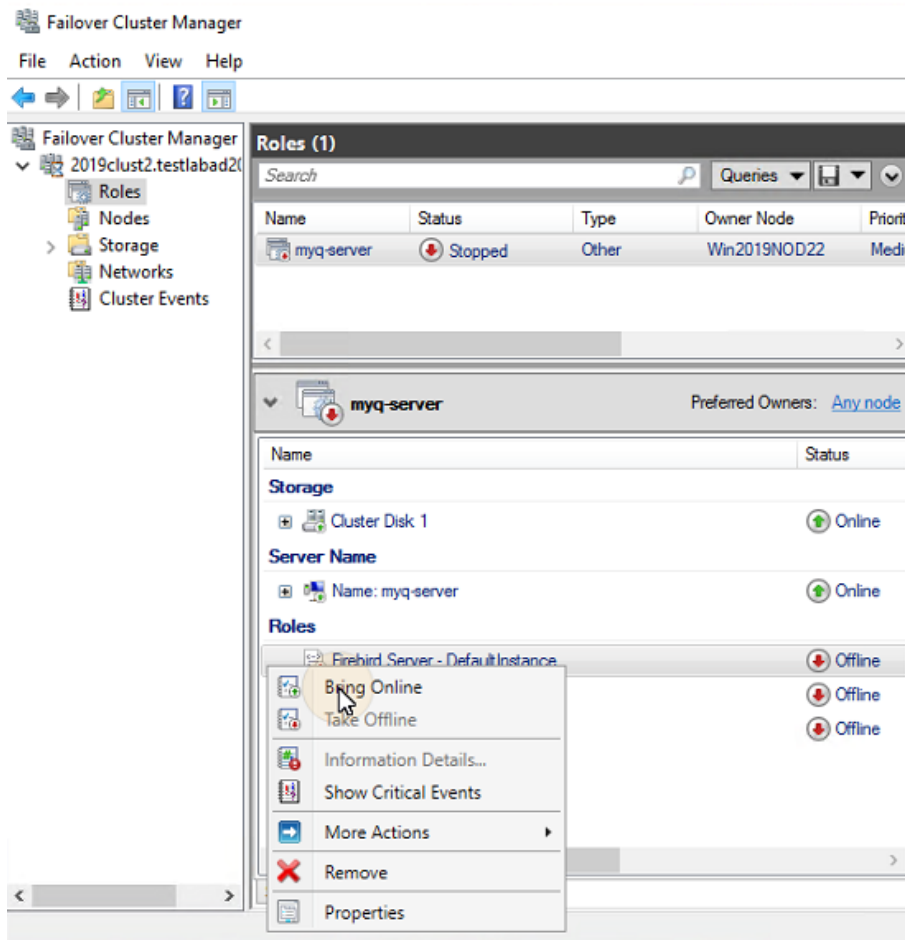 Failover Cluster Manager
File Action View Help
Failover Cluster Manager
2019clust2.testlabad2(
Roles
Nodes
Storage
Networks
Cluster Events
Roles (1)
Search Queries
Name Status Type Owner Node Priorit
myq-server Stopped Other Win2019NOD22 Medi
myq-server Preferred Owners: Any node
Name Status
Storage
Cluster Disk 1 Online
Server Name
Name: myq-server Online
Roles
Firebird Server - DefaultInstance Offline
Bring Online Offline
Take Offline Offline
Information Details...
Show Critical Events
More Actions
Remove
Properties